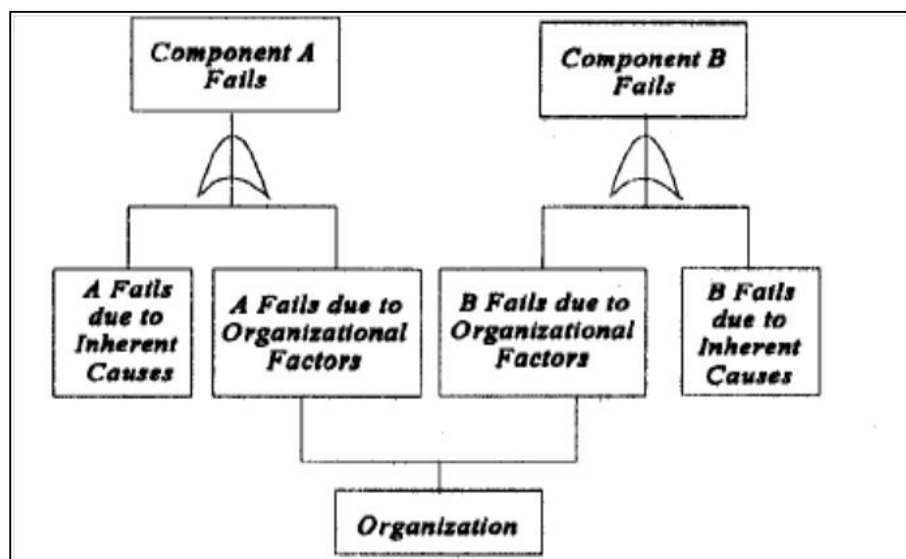 Component A
Fails
Component B
Fails
A Fails
due to
Inherent
Causes
A Fails due to
Organizational
Factors
B Fails due to
Organizational
Factors
B Fails
due to
Inherent
Causes
Organization